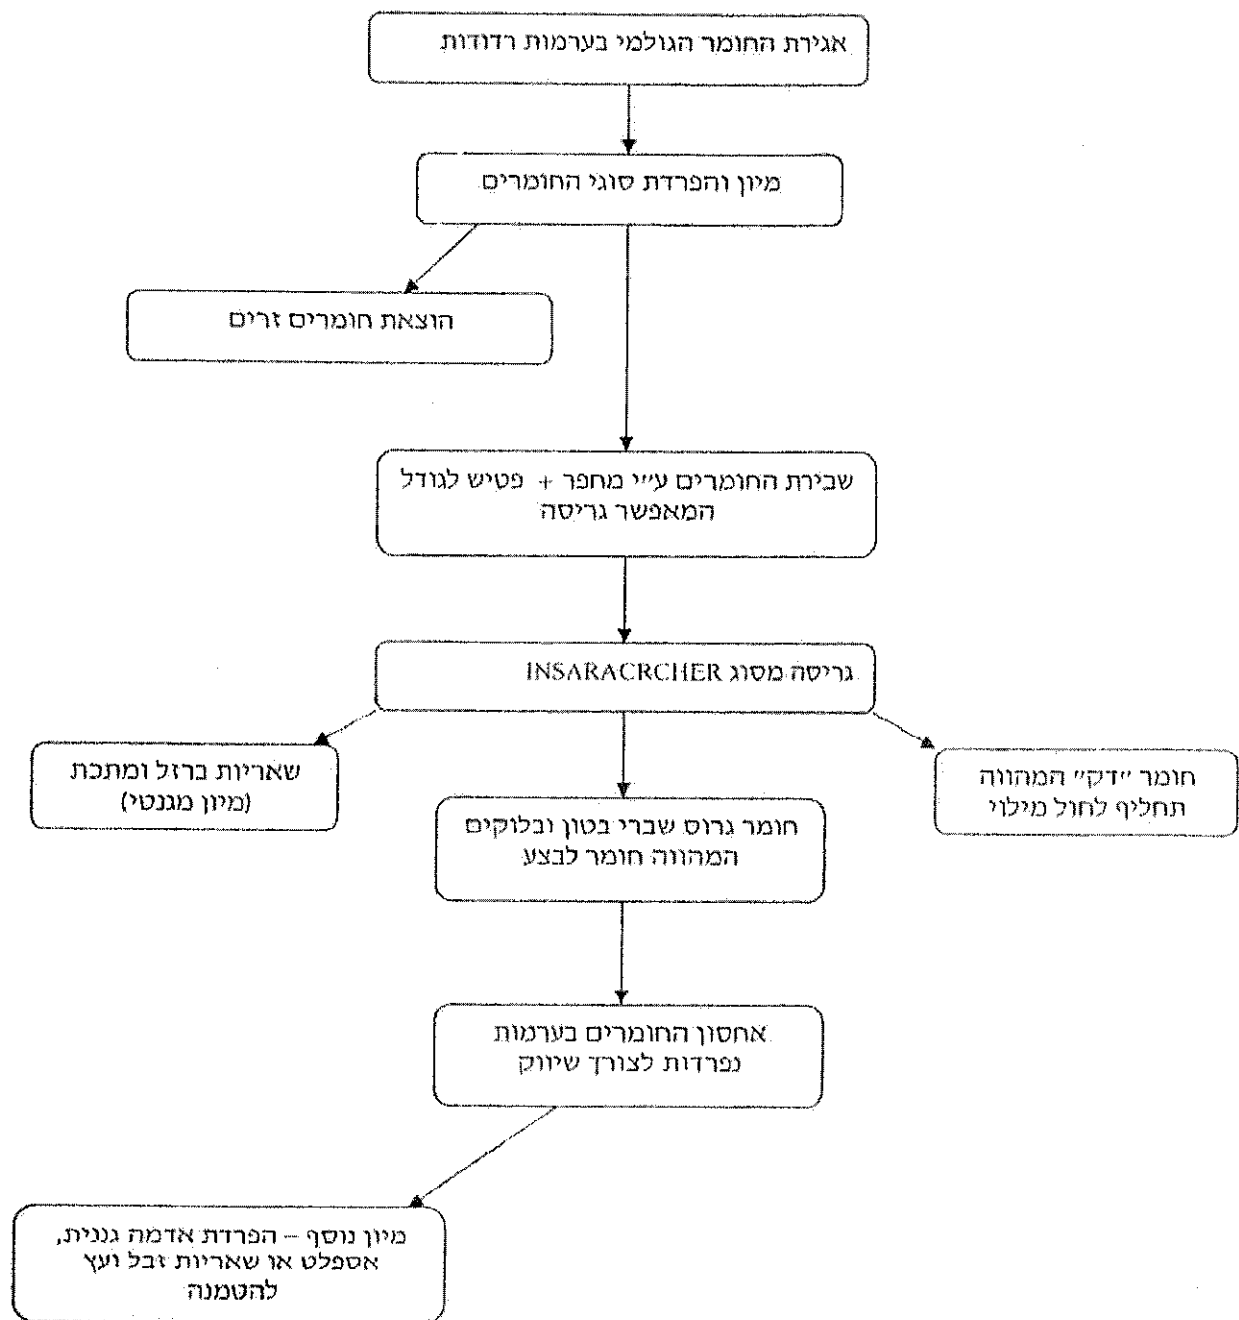 אגירת החומר הגולמי בערמות רדודות
מיון והפרדת סוגי החומרים
הוצאת חומרים זרים
שבירת החומרים ע״י מחפר + פטיש לגודל
המאפשר גריסה
גריסה מסוג INSARACRCHER
חומר ״דק״ המהווה
תחליף לחול מילוי
שאריות ברזל ומתכת
(מיון מגנטי)
חומר גרוס שברי בטון ובלוקים
המהווה חומר לבצע
אחסון החומרים בערמות
נפרדות לצורך שיווק
מיון נוסף – הפרדת אדמה גננית,
אספלט או שאריות זבל ועץ
להטמנה